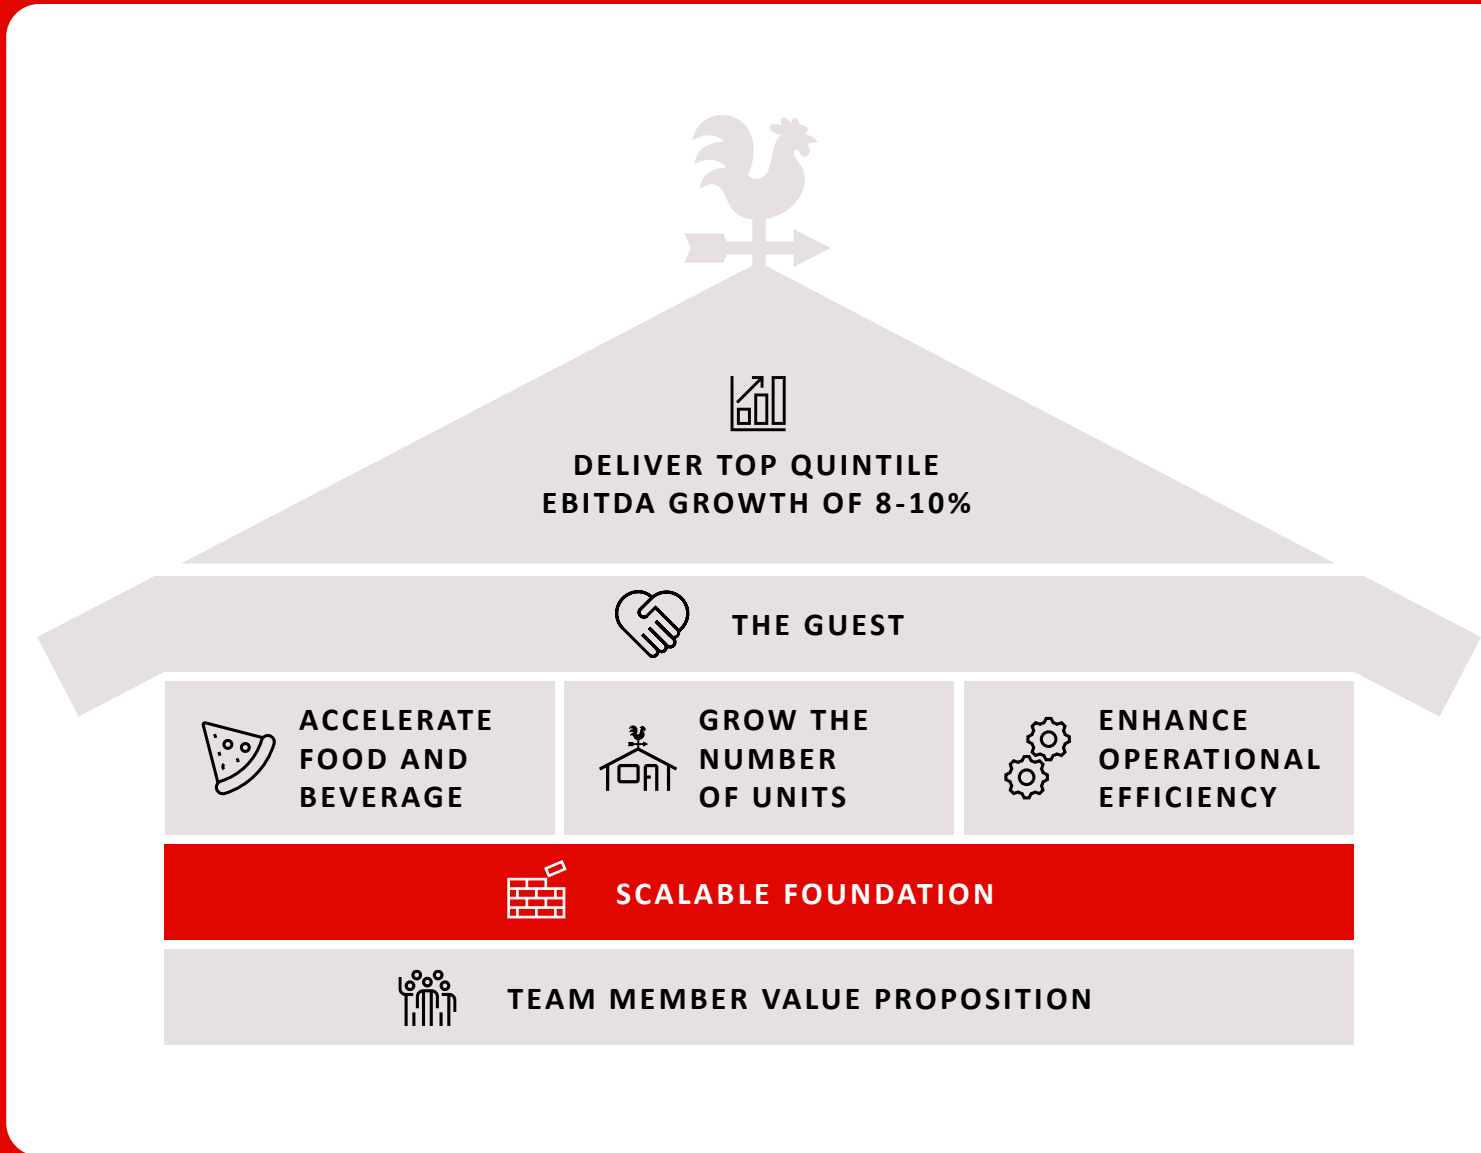 DELIVER TOP QUINTILE
EBITDA GROWTH OF 8-10%
THE GUEST
ACCELERATE
FOOD AND
BEVERAGE
GROW THE
NUMBER
OF UNITS
ENHANCE
OPERATIONAL
EFFICIENCY
SCALABLE FOUNDATION
TEAM MEMBER VALUE PROPOSITION